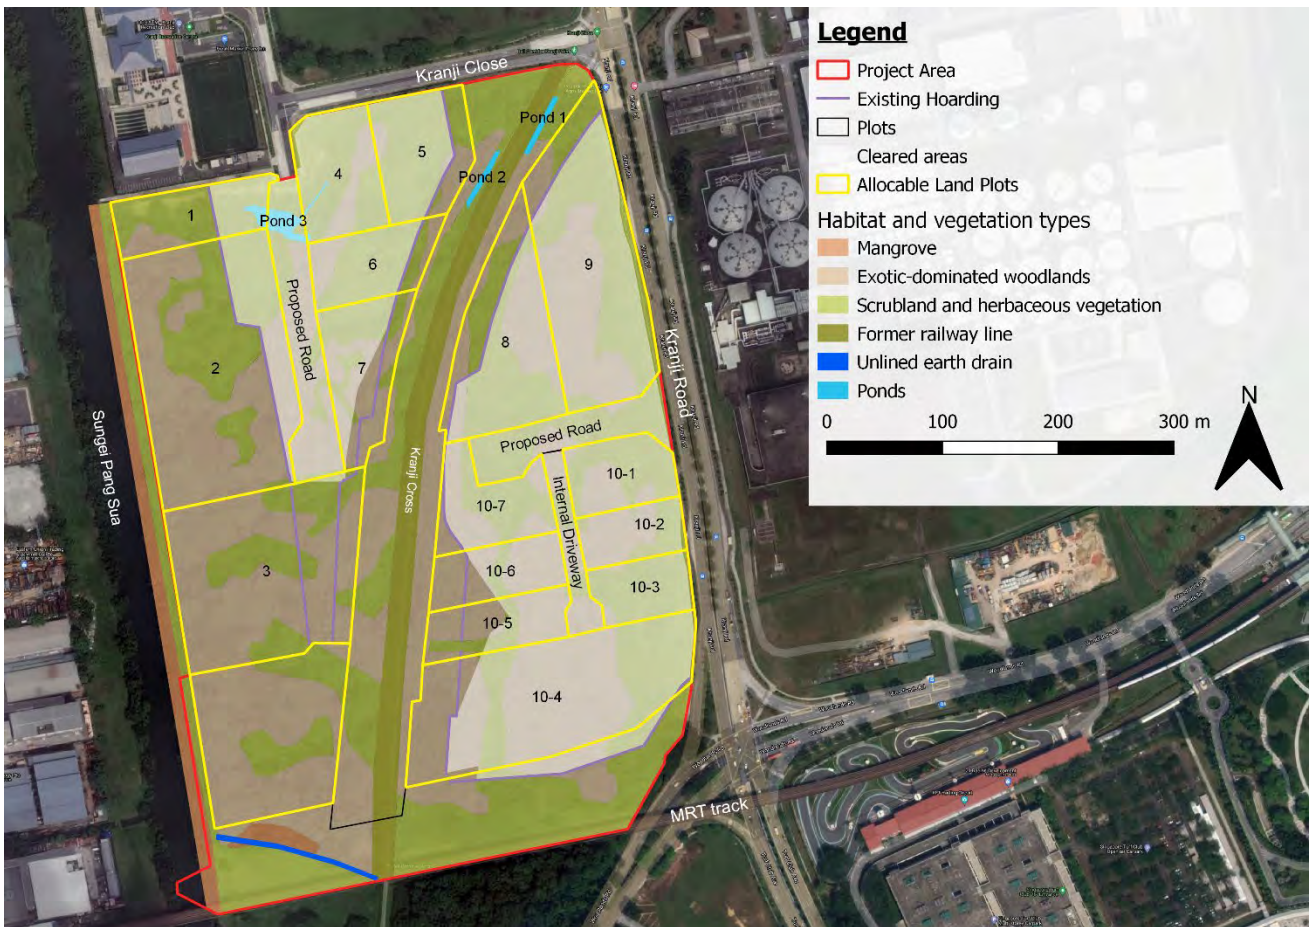 Legend
Project Area
Existing Hoarding
Plots
Cleared areas
Allocable Land Plots
Habitat and vegetation types
Mangrove
Exotic-dominated woodlands
Scrubland and herbaceous vegetation
Former railway line
Unlined earth drain
Ponds
N
0 100 200 300 m
Kranji Close
Pond 1
5
4
Pond 2
1
Pond 3
6
9
Proposed Road
8
2
7
Kranji Road
Sungei Pang Sua
Proposed Road
Kranji Cross
10-1
10-7
Internal Driveway
10-2
10-6
3
10-3
10-5
10-4
MRT track